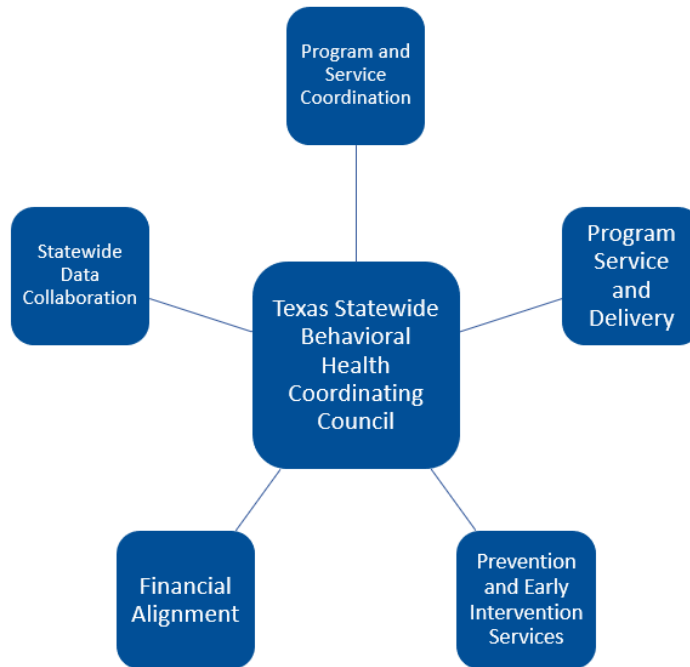 Program and
Service
Coordination
Statewide
Data
Collaboration
Program
Service
and
Delivery
Texas Statewide
Behavioral
Health
Coordinating
Council
Financial
Alignment
Prevention
and Early
Intervention
Services